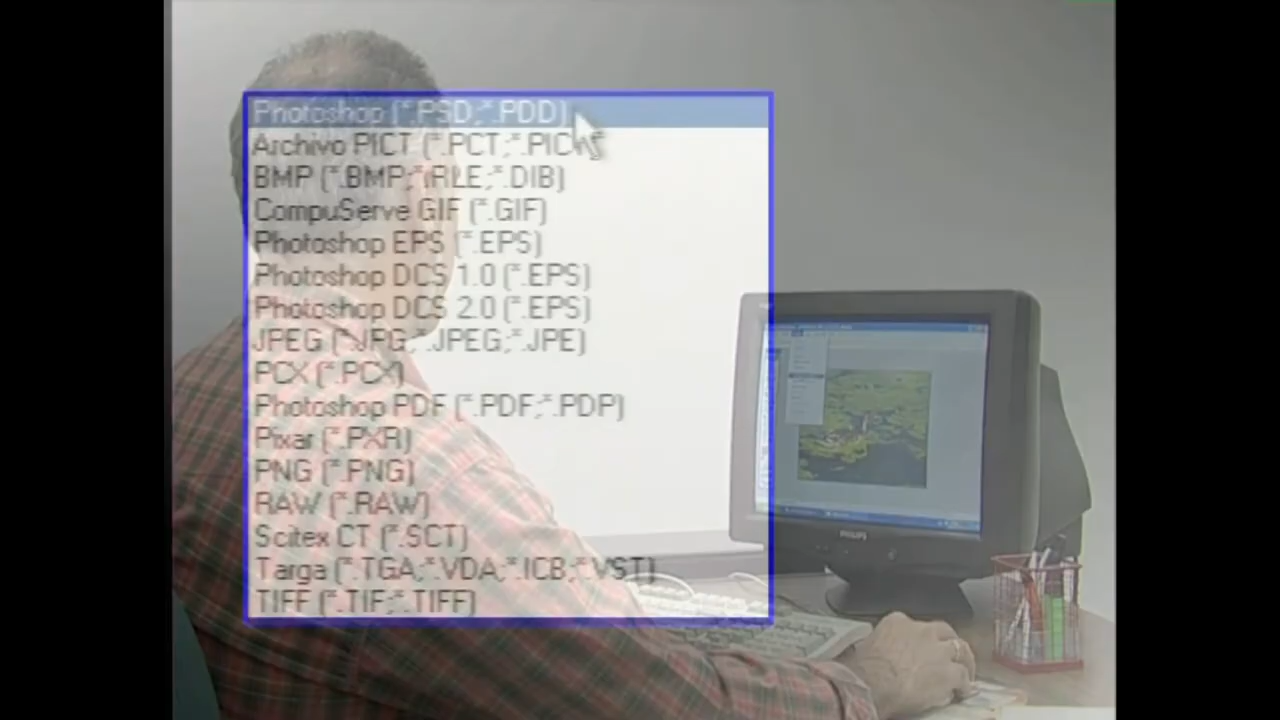 Photoshop (*.PSD;*.PDD)
Archivo PICT (*.PCT;*.PIC
BMP (*.BMP;*.RLE;*.DIB)
CompuServe GIF (*.GIF)
Photoshop EPS (*.EPS)
Photoshop DCS 1.0 (*.EPS)
Photoshop DCS 2.0 (*.EPS)
JPEG (*.JPG;*.JPEG;*.JPE)
PCX (*.PCX)
Photoshop PDF (*.PDF;*.PDP)
Pixar (*.PXR)
PNG (*.PNG)
RAW (*.RAW)
Scitex CT (*.SCT)
Targa (*.TGA;*.VDA;*.ICB;*.VST)
TIFF (*.TIF;*.TIFF)
PHILIPS